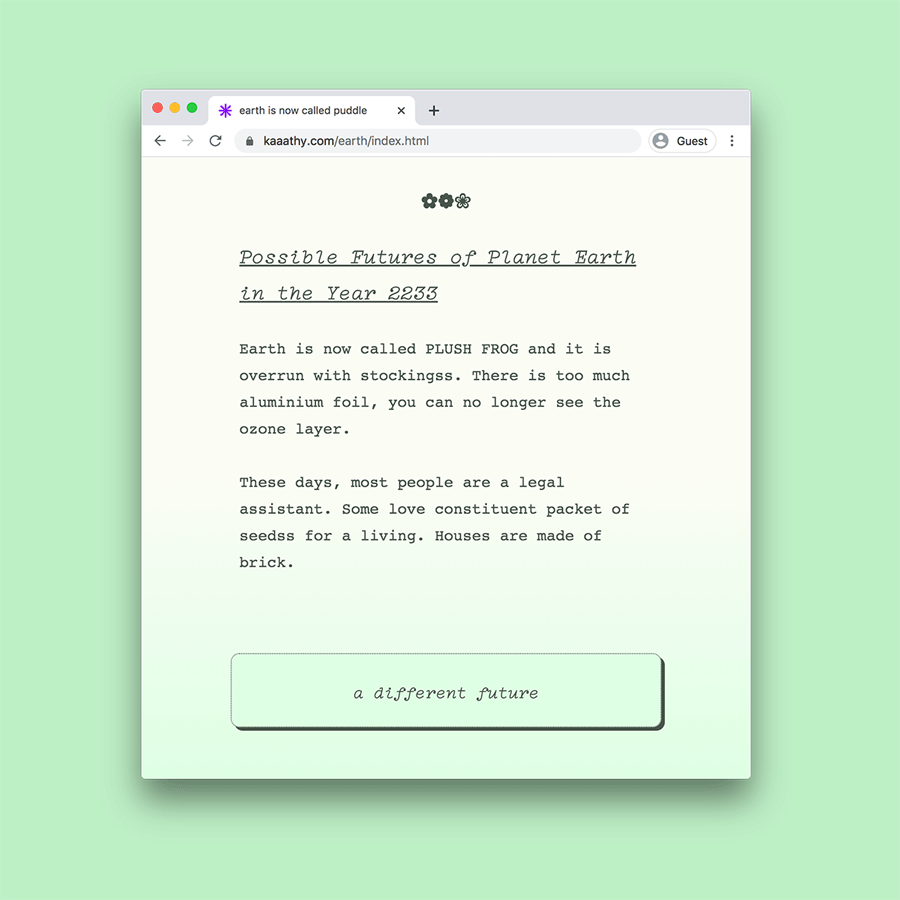 earth is now called puddle
kaaathy.com/earth/index.html
Guest
✿❁❀
Possible Futures of Planet Earth
in the Year 2233
Earth is now called PLUSH FROG and it is
overrun with stockingss. There is too much
aluminium foil, you can no longer see the
ozone layer.
These days, most people are a legal
assistant. Some love constituent packet of
seedss for a living. Houses are made of
brick.
a different future